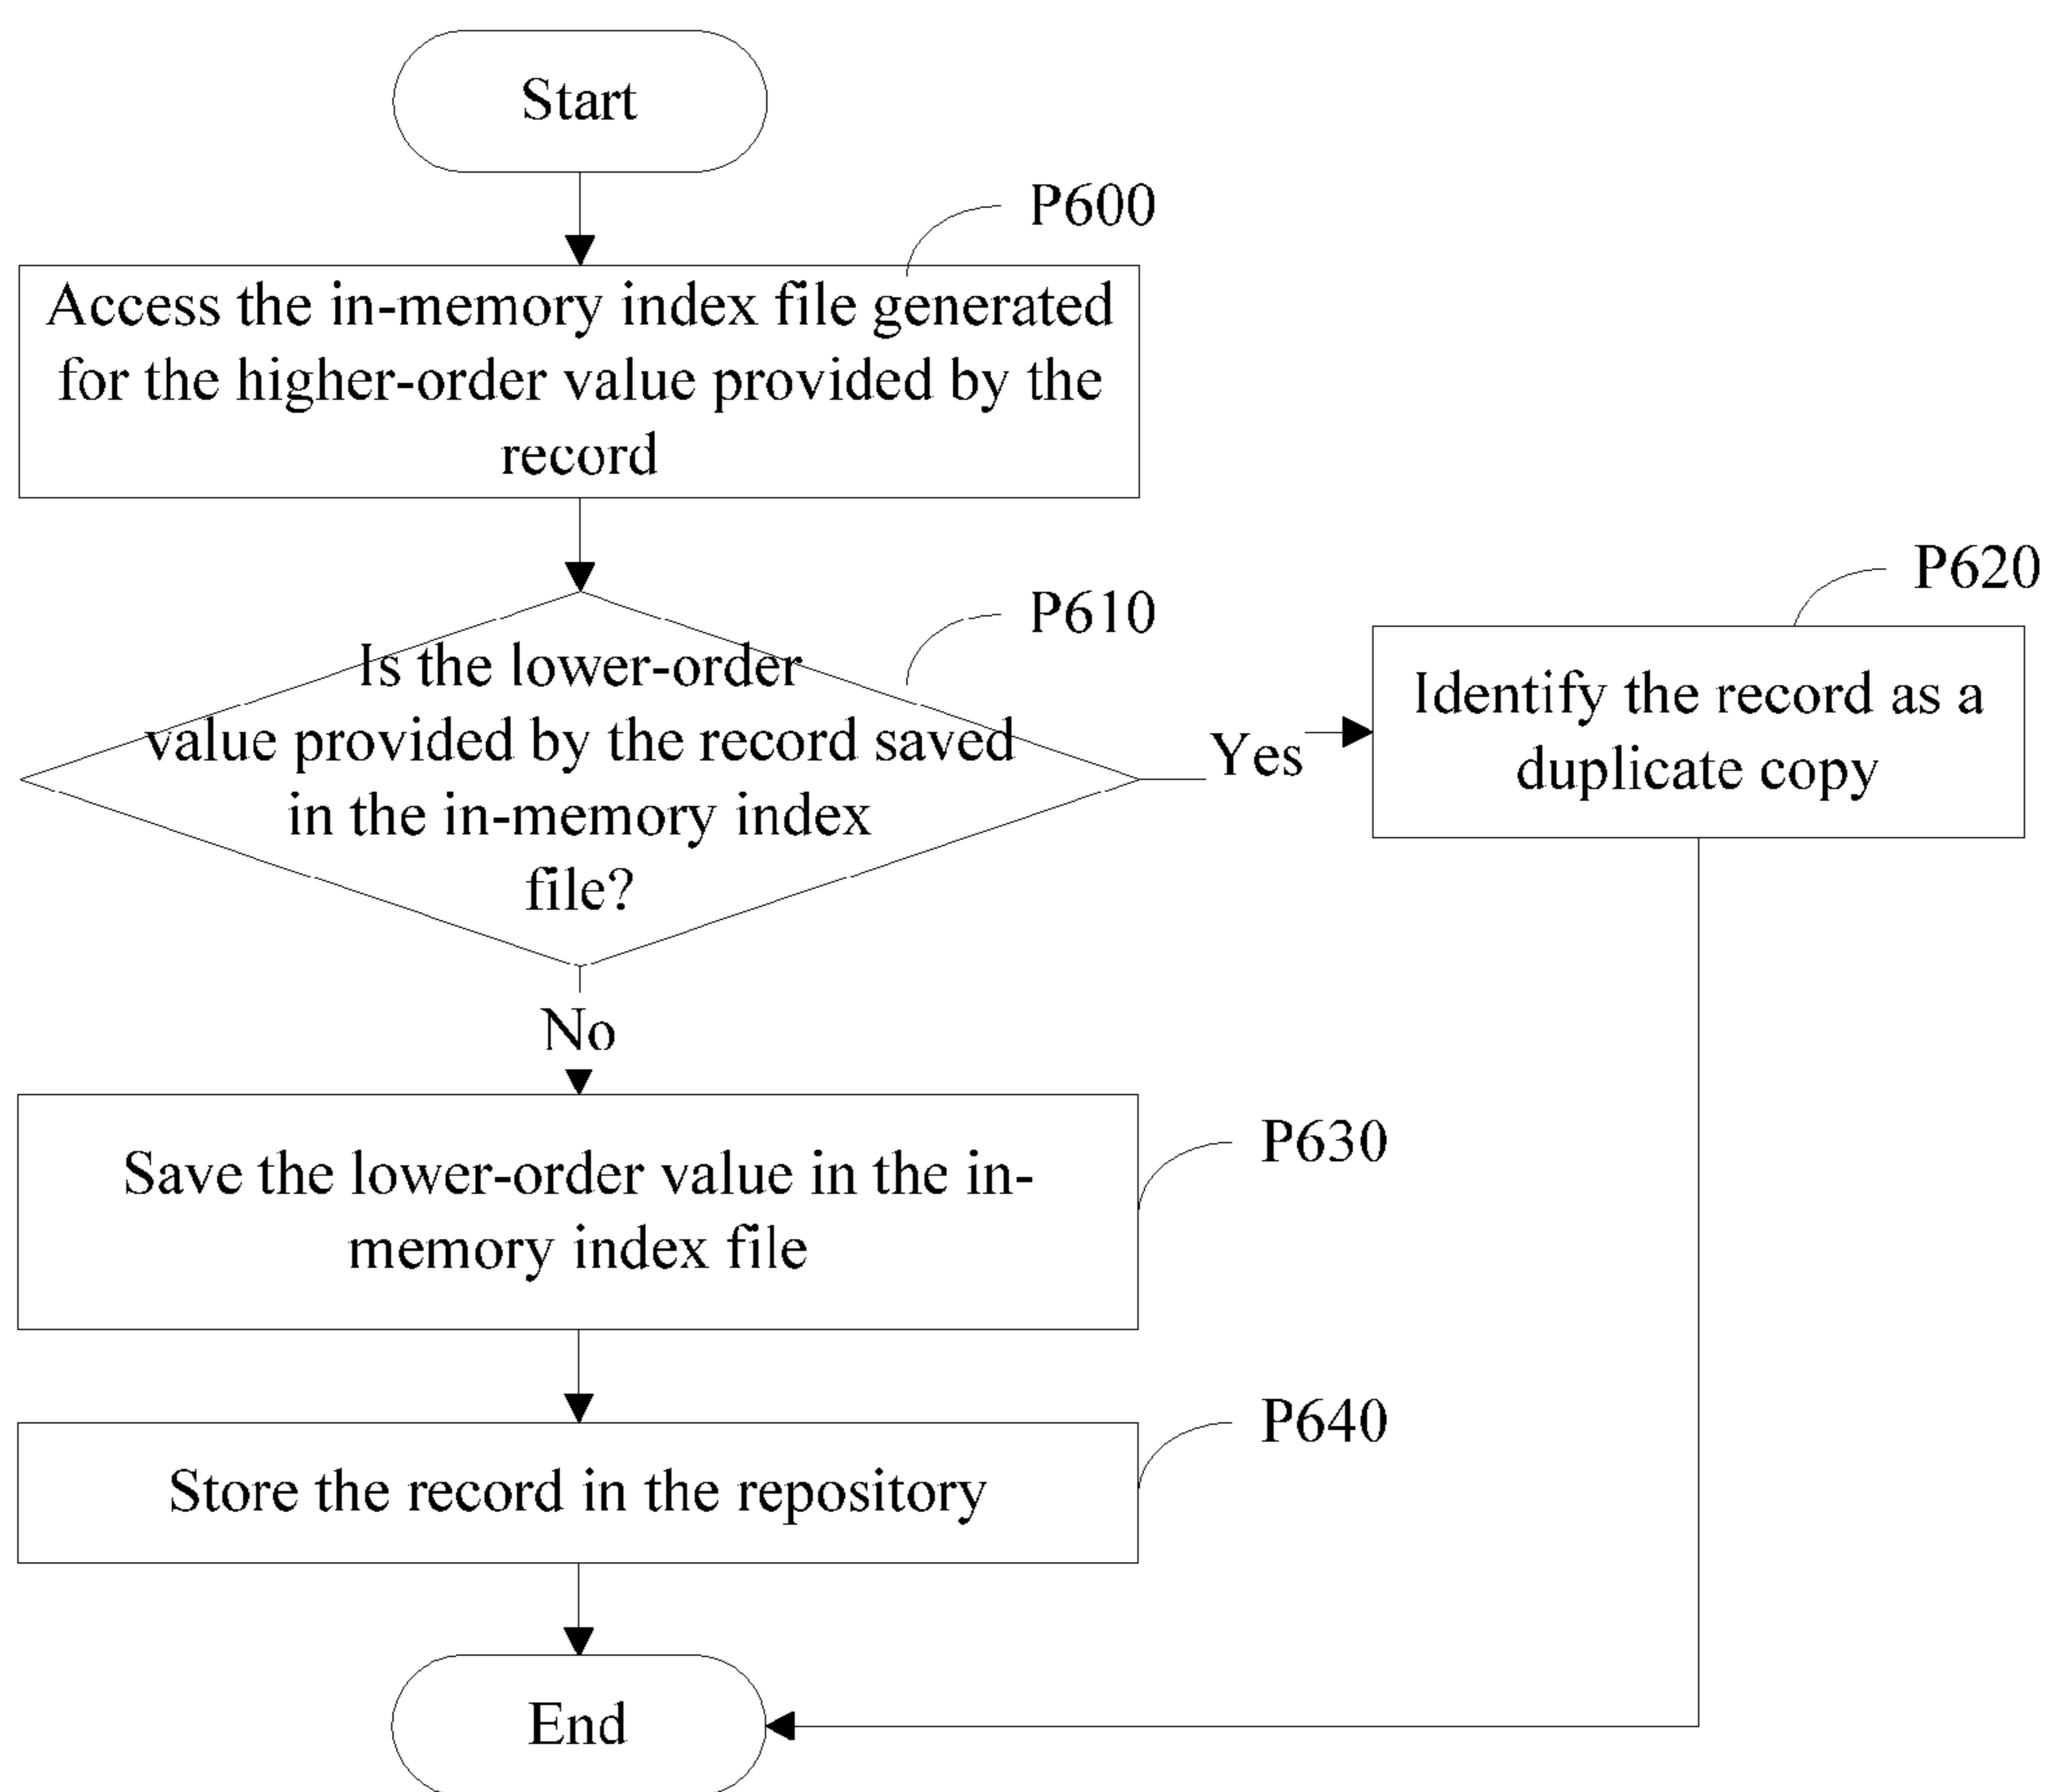 Start
P600
Access the in-memory index file generated
for the higher-order value provided by the
record
P610
Is the lower-order
value provided by the record saved
in the in-memory index
file?
Yes
P620
Identify the record as a
duplicate copy
No
P630
Save the lower-order value in the in-
memory index file
P640
Store the record in the repository
End